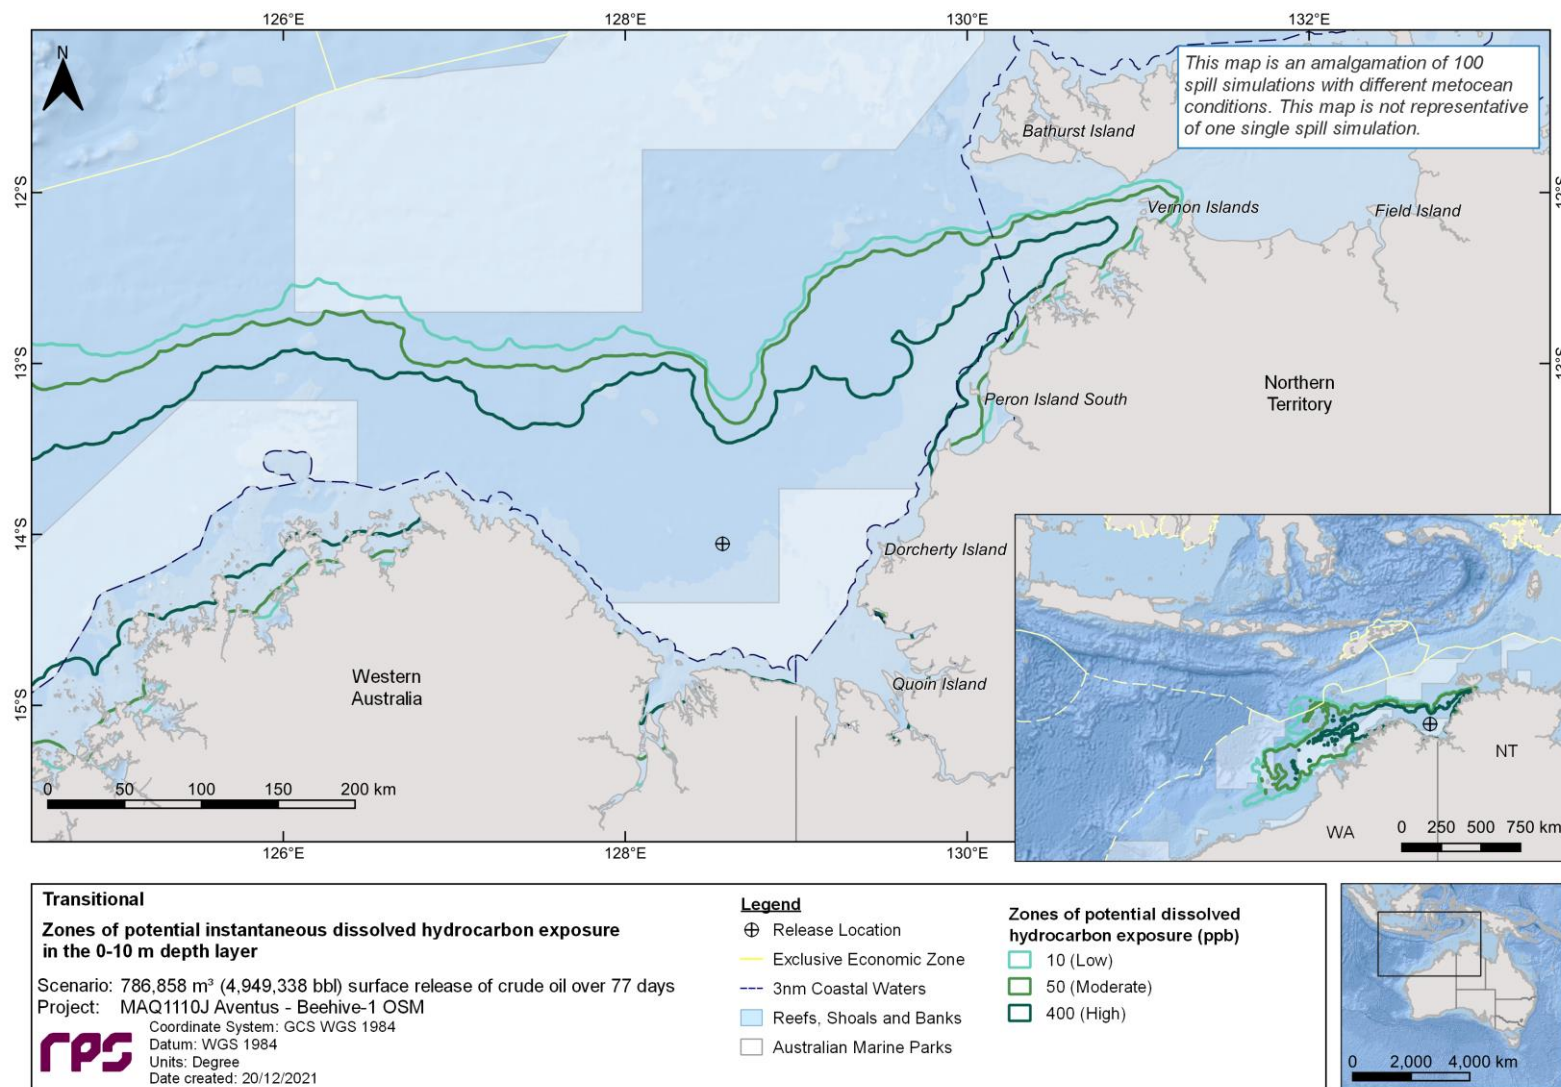 126°E
128°E
130°E
132°E
N
This map is an amalgamation of 100
spill simulations with different metocean
conditions. This map is not representative
of one single spill simulation.
Bathurst Island
12°S
12°S
Vernon Islands
Field Island
13°S
13°S
Peron Island South
Northern
Territory
14°S
Dorcherty Island
Western
Australia
Quoin Island
15°S
0 50 100 150 200 km
NT
WA
0 250 500 750 km
126°E
128°E
130°E
Transitional
Zones of potential instantaneous dissolved hydrocarbon exposure
in the 0-10 m depth layer
Scenario: 786,858 m³ (4,949,338 bbl) surface release of crude oil over 77 days
Project: MAQ1110J Aventus - Beehive-1 OSM
rps
Coordinate System: GCS WGS 1984
Datum: WGS 1984
Units: Degree
Date created: 20/12/2021
Legend
Release Location
Exclusive Economic Zone
3nm Coastal Waters
Reefs, Shoals and Banks
Australian Marine Parks
Zones of potential dissolved
hydrocarbon exposure (ppb)
10 (Low)
50 (Moderate)
400 (High)
0 2,000 4,000 km